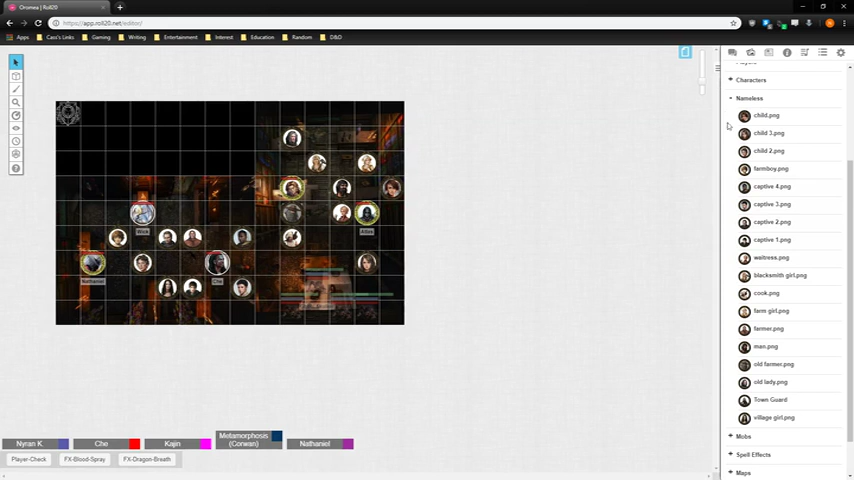 Oromea | Roll20
https://app.roll20.net/editor/
Apps Cass's Links Gaming Writing Entertainment Interest Education Random D&D
Characters
Nameless
child.png
child 3.png
child 2.png
farmboy.png
captive 4.png
captive 3.png
captive 2.png
captive 1.png
waitress.png
blacksmith girl.png
cook.png
farm girl.png
farmer.png
man.png
old farmer.png
old lady.png
Town Guard
village girl.png
Mobs
Spell Effects
Maps
Wick
Nathaniel
Che
Nyran K Che Kajin Metamorphosis Nathaniel
(Corwan)
Player-Check FX-Blood-Spray FX-Dragon-Breath